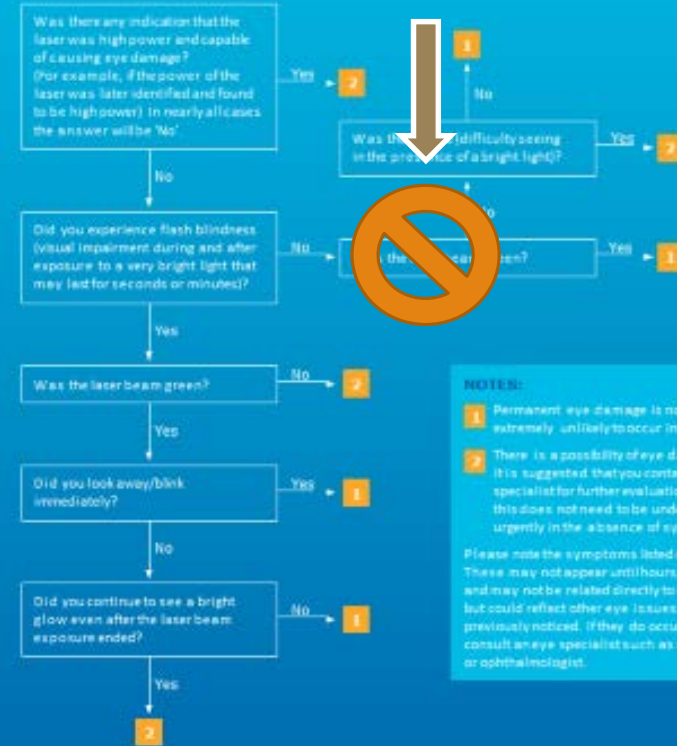 Was there any indication that the
laser was high power and capable
of causing eye damage?
(For example, if the power of the
laser was later identified and found
to be high power) In nearly all cases
the answer will be 'No'
Yes
2
No
Did you experience flash blindness
(visual impairment during and after
exposure to a very bright light that
may last for seconds or minutes)?
No
Yes
Was the laser beam green?
No
2
Yes
Did you look away/blink
immediately?
Yes
1
No
Did you continue to see a bright
glow even after the laser beam
exposure ended?
No
1
Yes
2
1
No
Was (difficulty seeing
in the presence of a bright light)?
Yes
2
the
Yes
1
NOTES:
1 Permanent eye damage is
extremely unlikely to occur in
2 There is a possibility of eye
It is suggested that you
specialist for further
this does not need to be
urgently in the absence of
Please note the symptoms listed
These may not appear until hours
and may not be related directly to
but could reflect other eye issues
previously noticed. If they do
consult an eye specialist such as
or ophthalmologist.